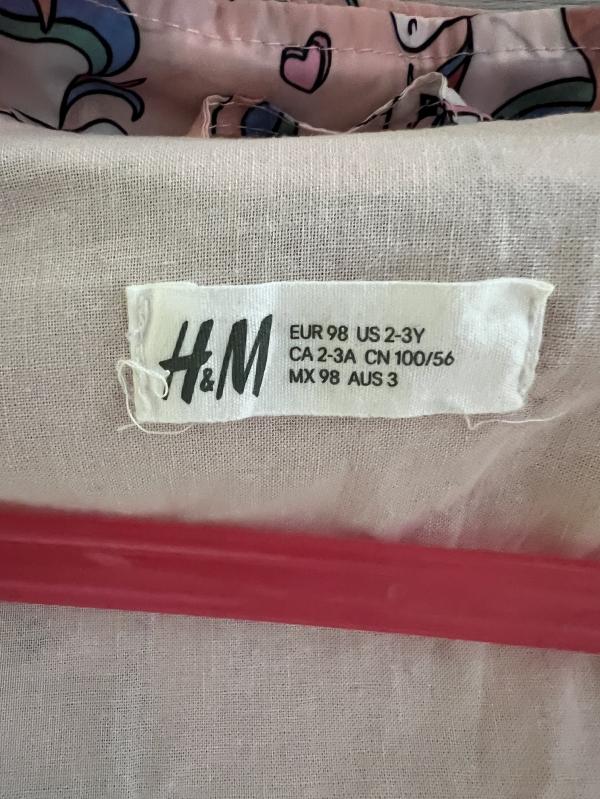 H&M
EUR 98 US 2-3Y
CA 2-3A CN 100/56
MX 98 AUS 3